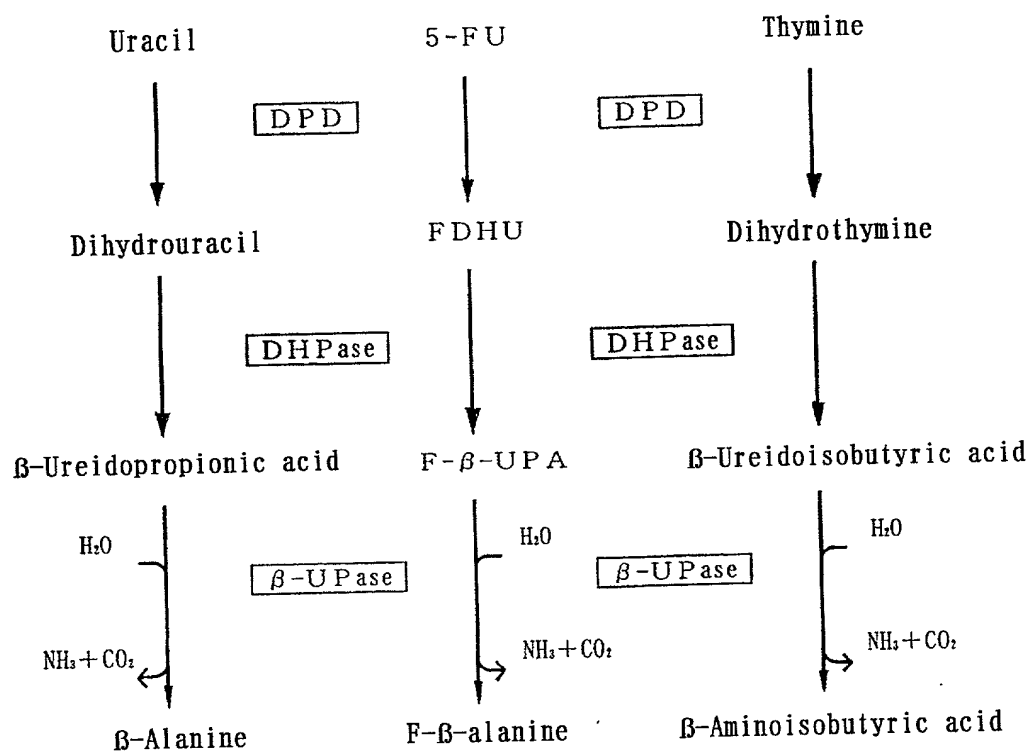 Uracil 5-FU Thymine
DPD DPD
Dihydrouracil FDHU Dihydrothymine
DHPase DHPase
ß-Ureidopropionic acid F-β-UPA ß-Ureidoisobutyric acid
H₂O H₂O H₂O
β-UPase β-UPase
NH₃+CO₂ NH₃+CO₂ NH₃+CO₂
ß-Alanine F-ß-alanine ß-Aminoisobutyric acid